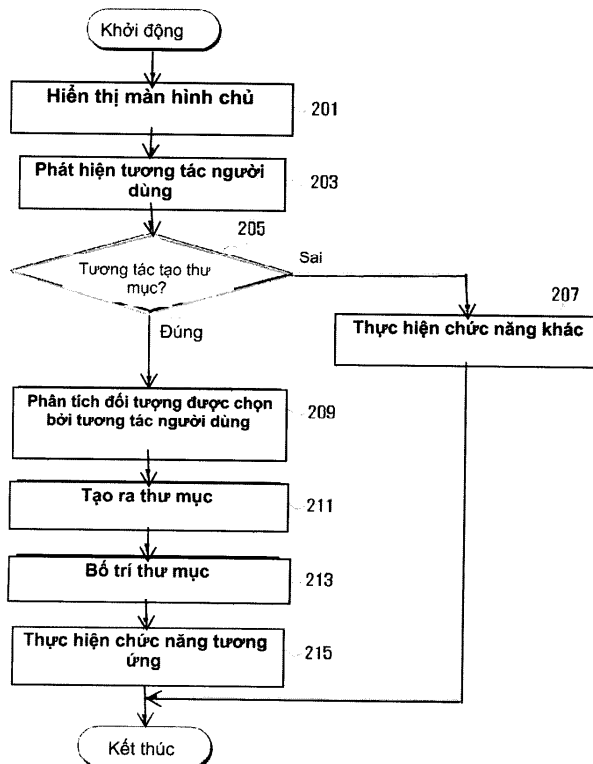 Khởi động
Hiển thị màn hình chủ
201
Phát hiện tương tác người
dùng
203
205
Tương tác tạo thư
mục?
Sai
Đúng
207
Thực hiện chức năng khác
Phân tích đối tượng được chọn
bởi tương tác người dùng
209
Tạo ra thư mục
211
Bố trí thư mục
213
Thực hiện chức năng tương
ứng
215
Kết thúc